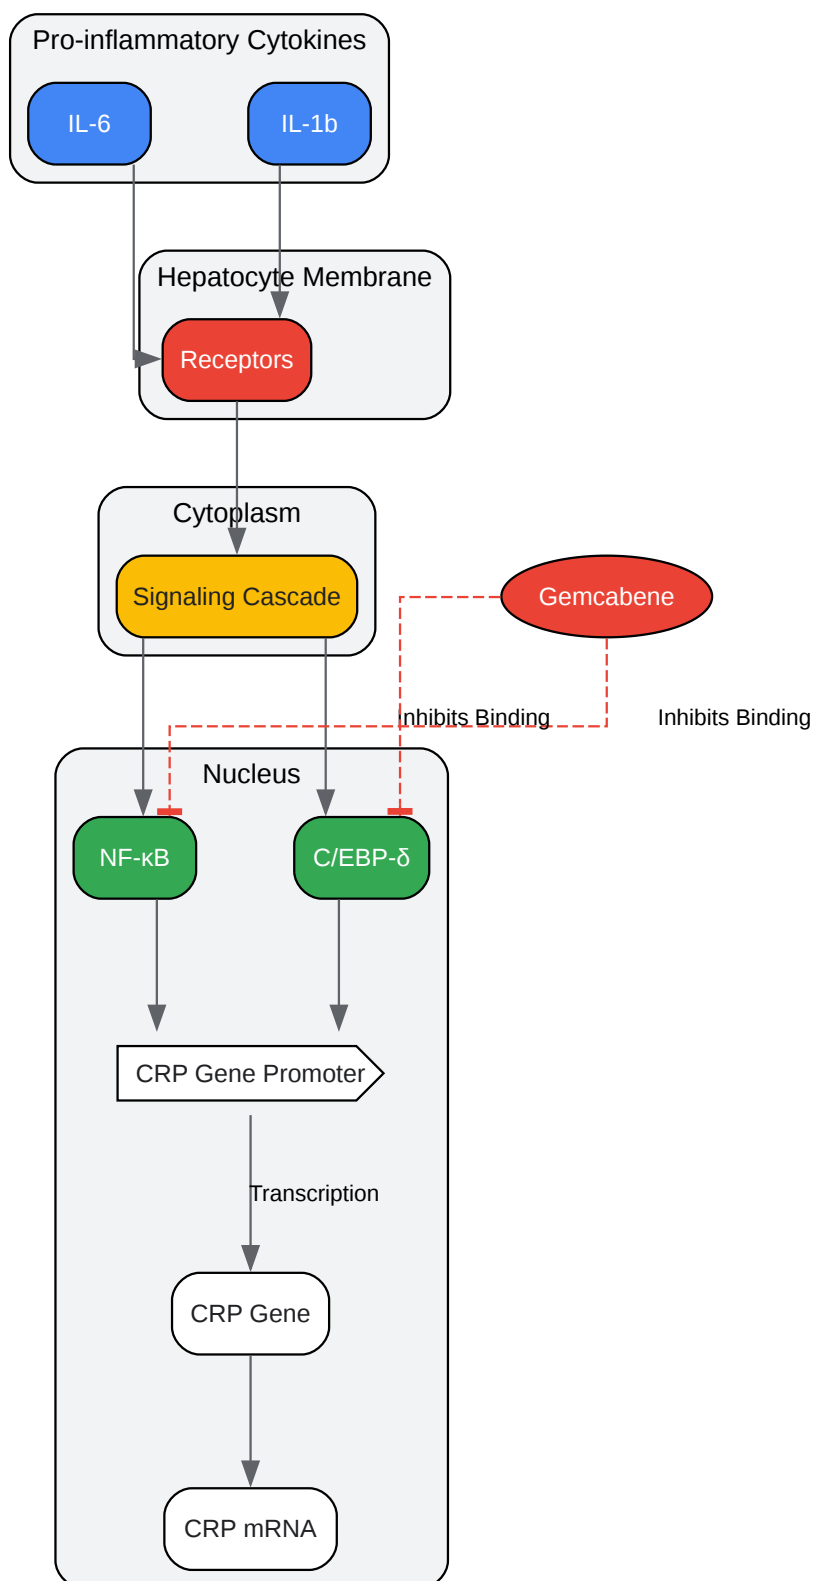 Pro-inflammatory Cytokines
IL-6
IL-1b
Hepatocyte Membrane
Receptors
Cytoplasm
Signaling Cascade
Gemcabene
Inhibits Binding
Inhibits Binding
Nucleus
NF-κB
C/EBP-δ
CRP Gene Promoter
Transcription
CRP Gene
CRP mRNA